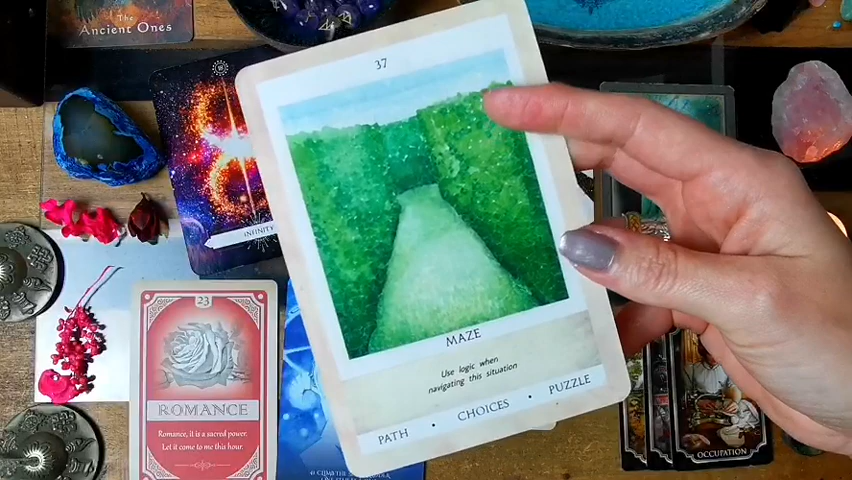 The
Ancient Ones
37
MAZE
Use logic when
navigating this situation
PATH • CHOICES • PUZZLE
INFINITY
23
ROMANCE
Romance, it is a sacred power.
Let it come to me this hour.
OCCUPATION